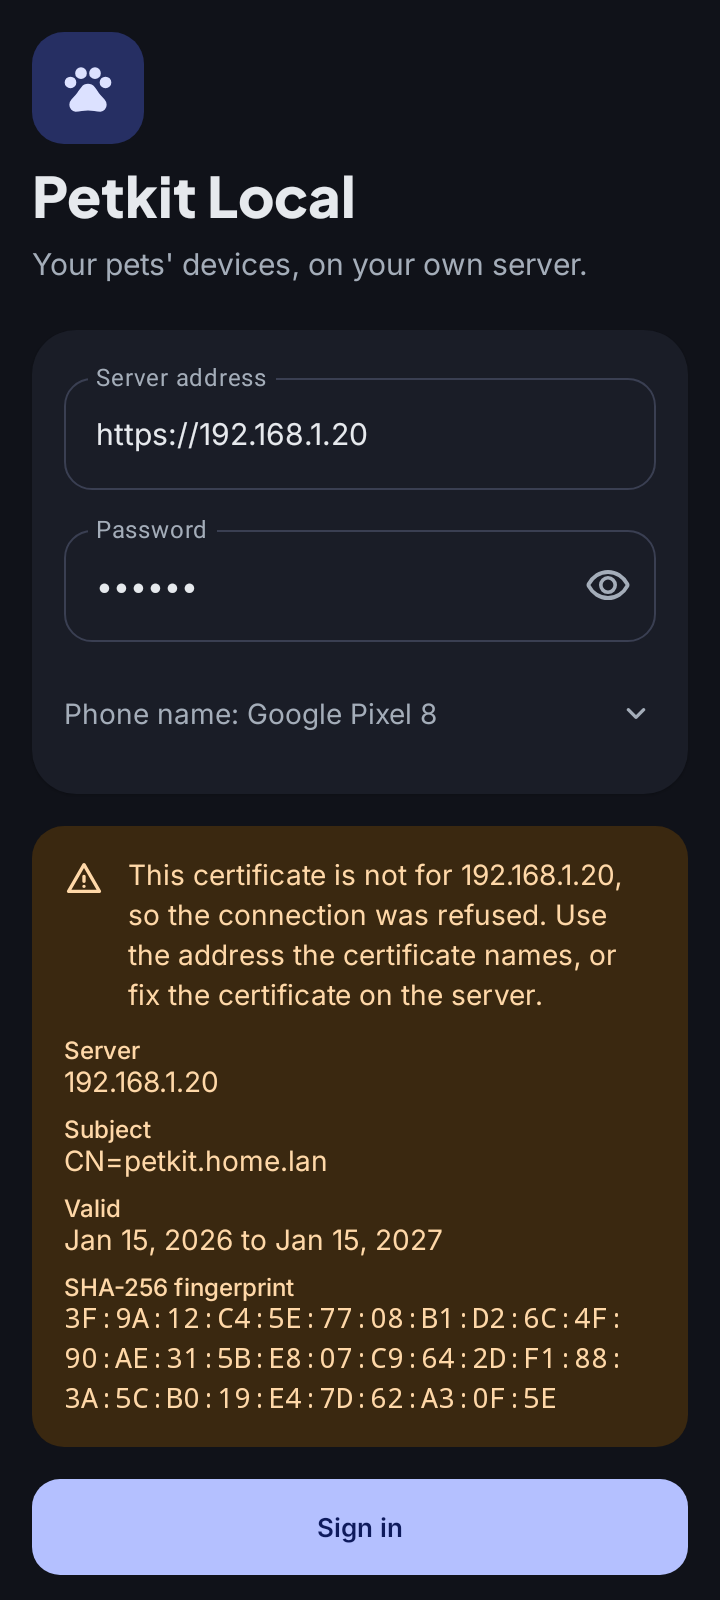 Petkit Local
Your pets' devices, on your own server.
Server address
https://192.168.1.20
Password
••••••
Phone name: Google Pixel 8
This certificate is not for 192.168.1.20,
so the connection was refused. Use
the address the certificate names, or
fix the certificate on the server.
Server
192.168.1.20
Subject
CN=petkit.home.lan
Valid
Jan 15, 2026 to Jan 15, 2027
SHA-256 fingerprint
3F:9A:12:C4:5E:77:08:B1:D2:6C:4F:
90:AE:31:5B:E8:07:C9:64:2D:F1:88:
3A:5C:B0:19:E4:7D:62:A3:0F:5E
Sign in